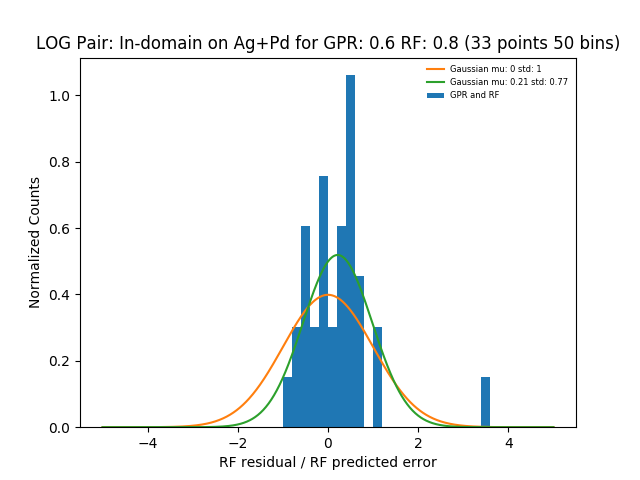 LOG Pair: In-domain on Ag+Pd for GPR: 0.6 RF: 0.8 (33 points 50 bins)
Gaussian mu: 0 std: 1
Gaussian mu: 0.21 std: 0.77
GPR and RF
Normalized Counts
1.0
0.8
0.6
0.4
0.2
0.0
−4
−2
0
2
4
RF residual / RF predicted error